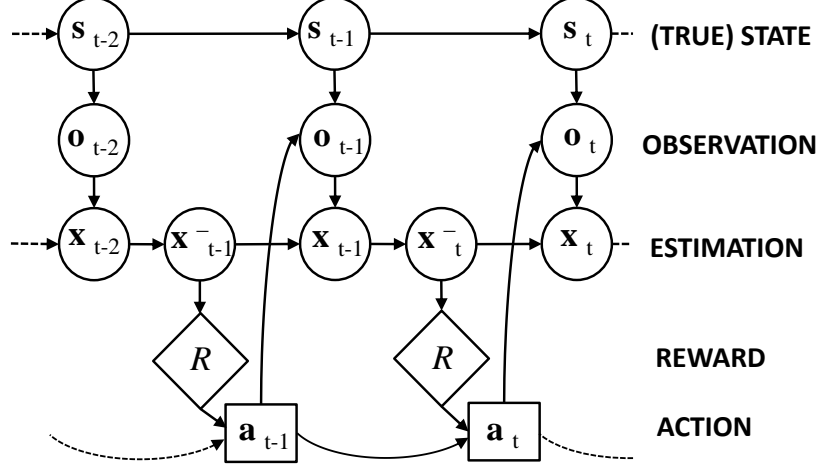 s t-2 s t-1 s t (TRUE) STATE
o t-2 o t-1 o t OBSERVATION
x t-2 x⁻ t-1 x t-1 x⁻ t x t ESTIMATION
R R REWARD
a t-1 a t ACTION